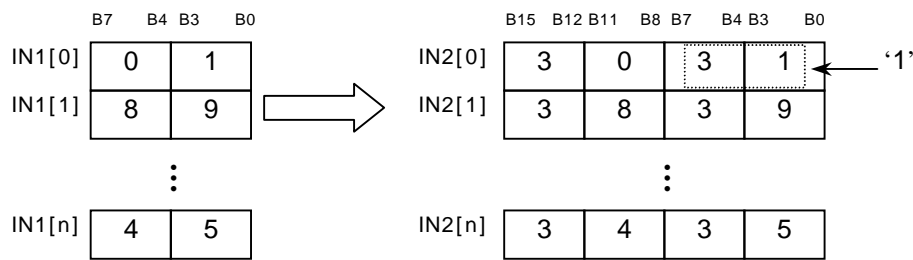 B7 B4 B3 B0 B15 B12 B11 B8 B7 B4 B3 B0
IN1[0] 0 1 IN2[0] 3 0 3 1 ‘1’
IN1[1] 8 9 IN2[1] 3 8 3 9
IN1[n] 4 5 IN2[n] 3 4 3 5